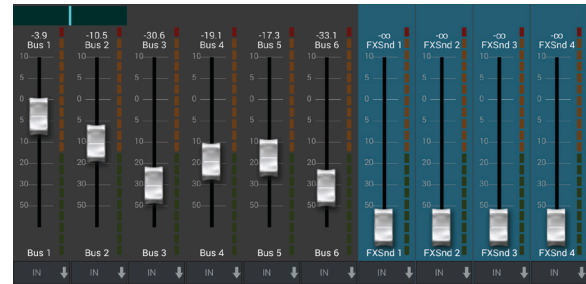 -3.9 -10.5 -30.6 -19.1 -17.3 -33.1 -∞ -∞ -∞ -∞
Bus 1 Bus 2 Bus 3 Bus 4 Bus 5 Bus 6 FXSnd 1 FXSnd 2 FXSnd 3 FXSnd 4
10 10 10 10 10 10 10 10 10 10
5 5 5 5 5 5 5 5 5 5
0 0 0 0 0 0 0 0 0 0
5 5 5 5 5 5 5 5 5 5
10 10 10 10 10 10 10 10 10 10
20 20 20 20 20 20 20 20 20 20
30 30 30 30 30 30 30 30 30 30
50 50 50 50 50 50 50 50 50 50
Bus 1 Bus 2 Bus 3 Bus 4 Bus 5 Bus 6 FXSnd 1 FXSnd 2 FXSnd 3 FXSnd 4
IN IN IN IN IN IN IN IN IN IN